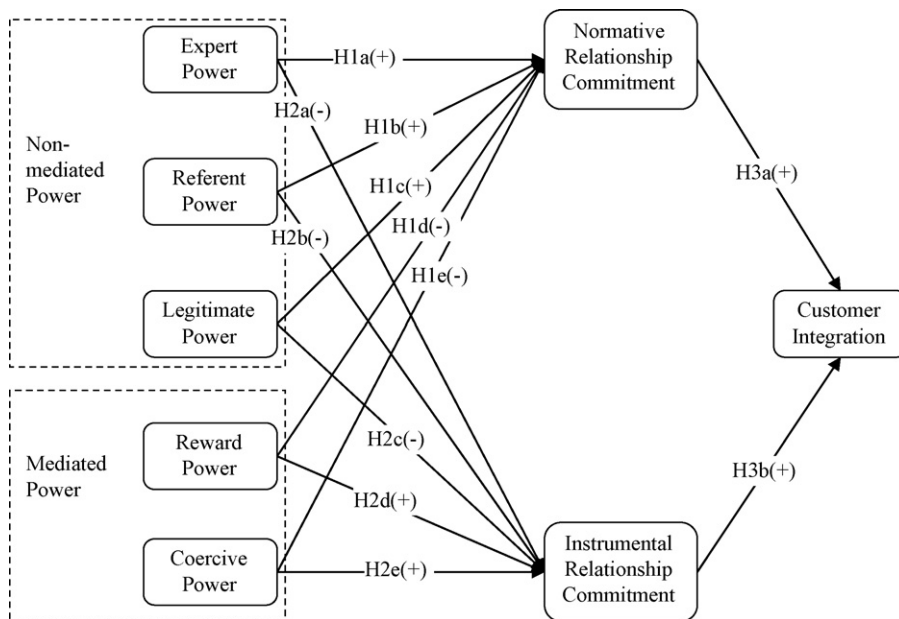 Non-
mediated
Power
Expert
Power
Referent
Power
Legitimate
Power
Mediated
Power
Reward
Power
Coercive
Power
H1a(+)
H2a(-)
H1b(+)
H1c(+)
H1d(-)
H2b(-)
H1e(-)
H2c(-)
H2d(+)
H2e(+)
Normative
Relationship
Commitment
Instrumental
Relationship
Commitment
H3a(+)
H3b(+)
Customer
Integration